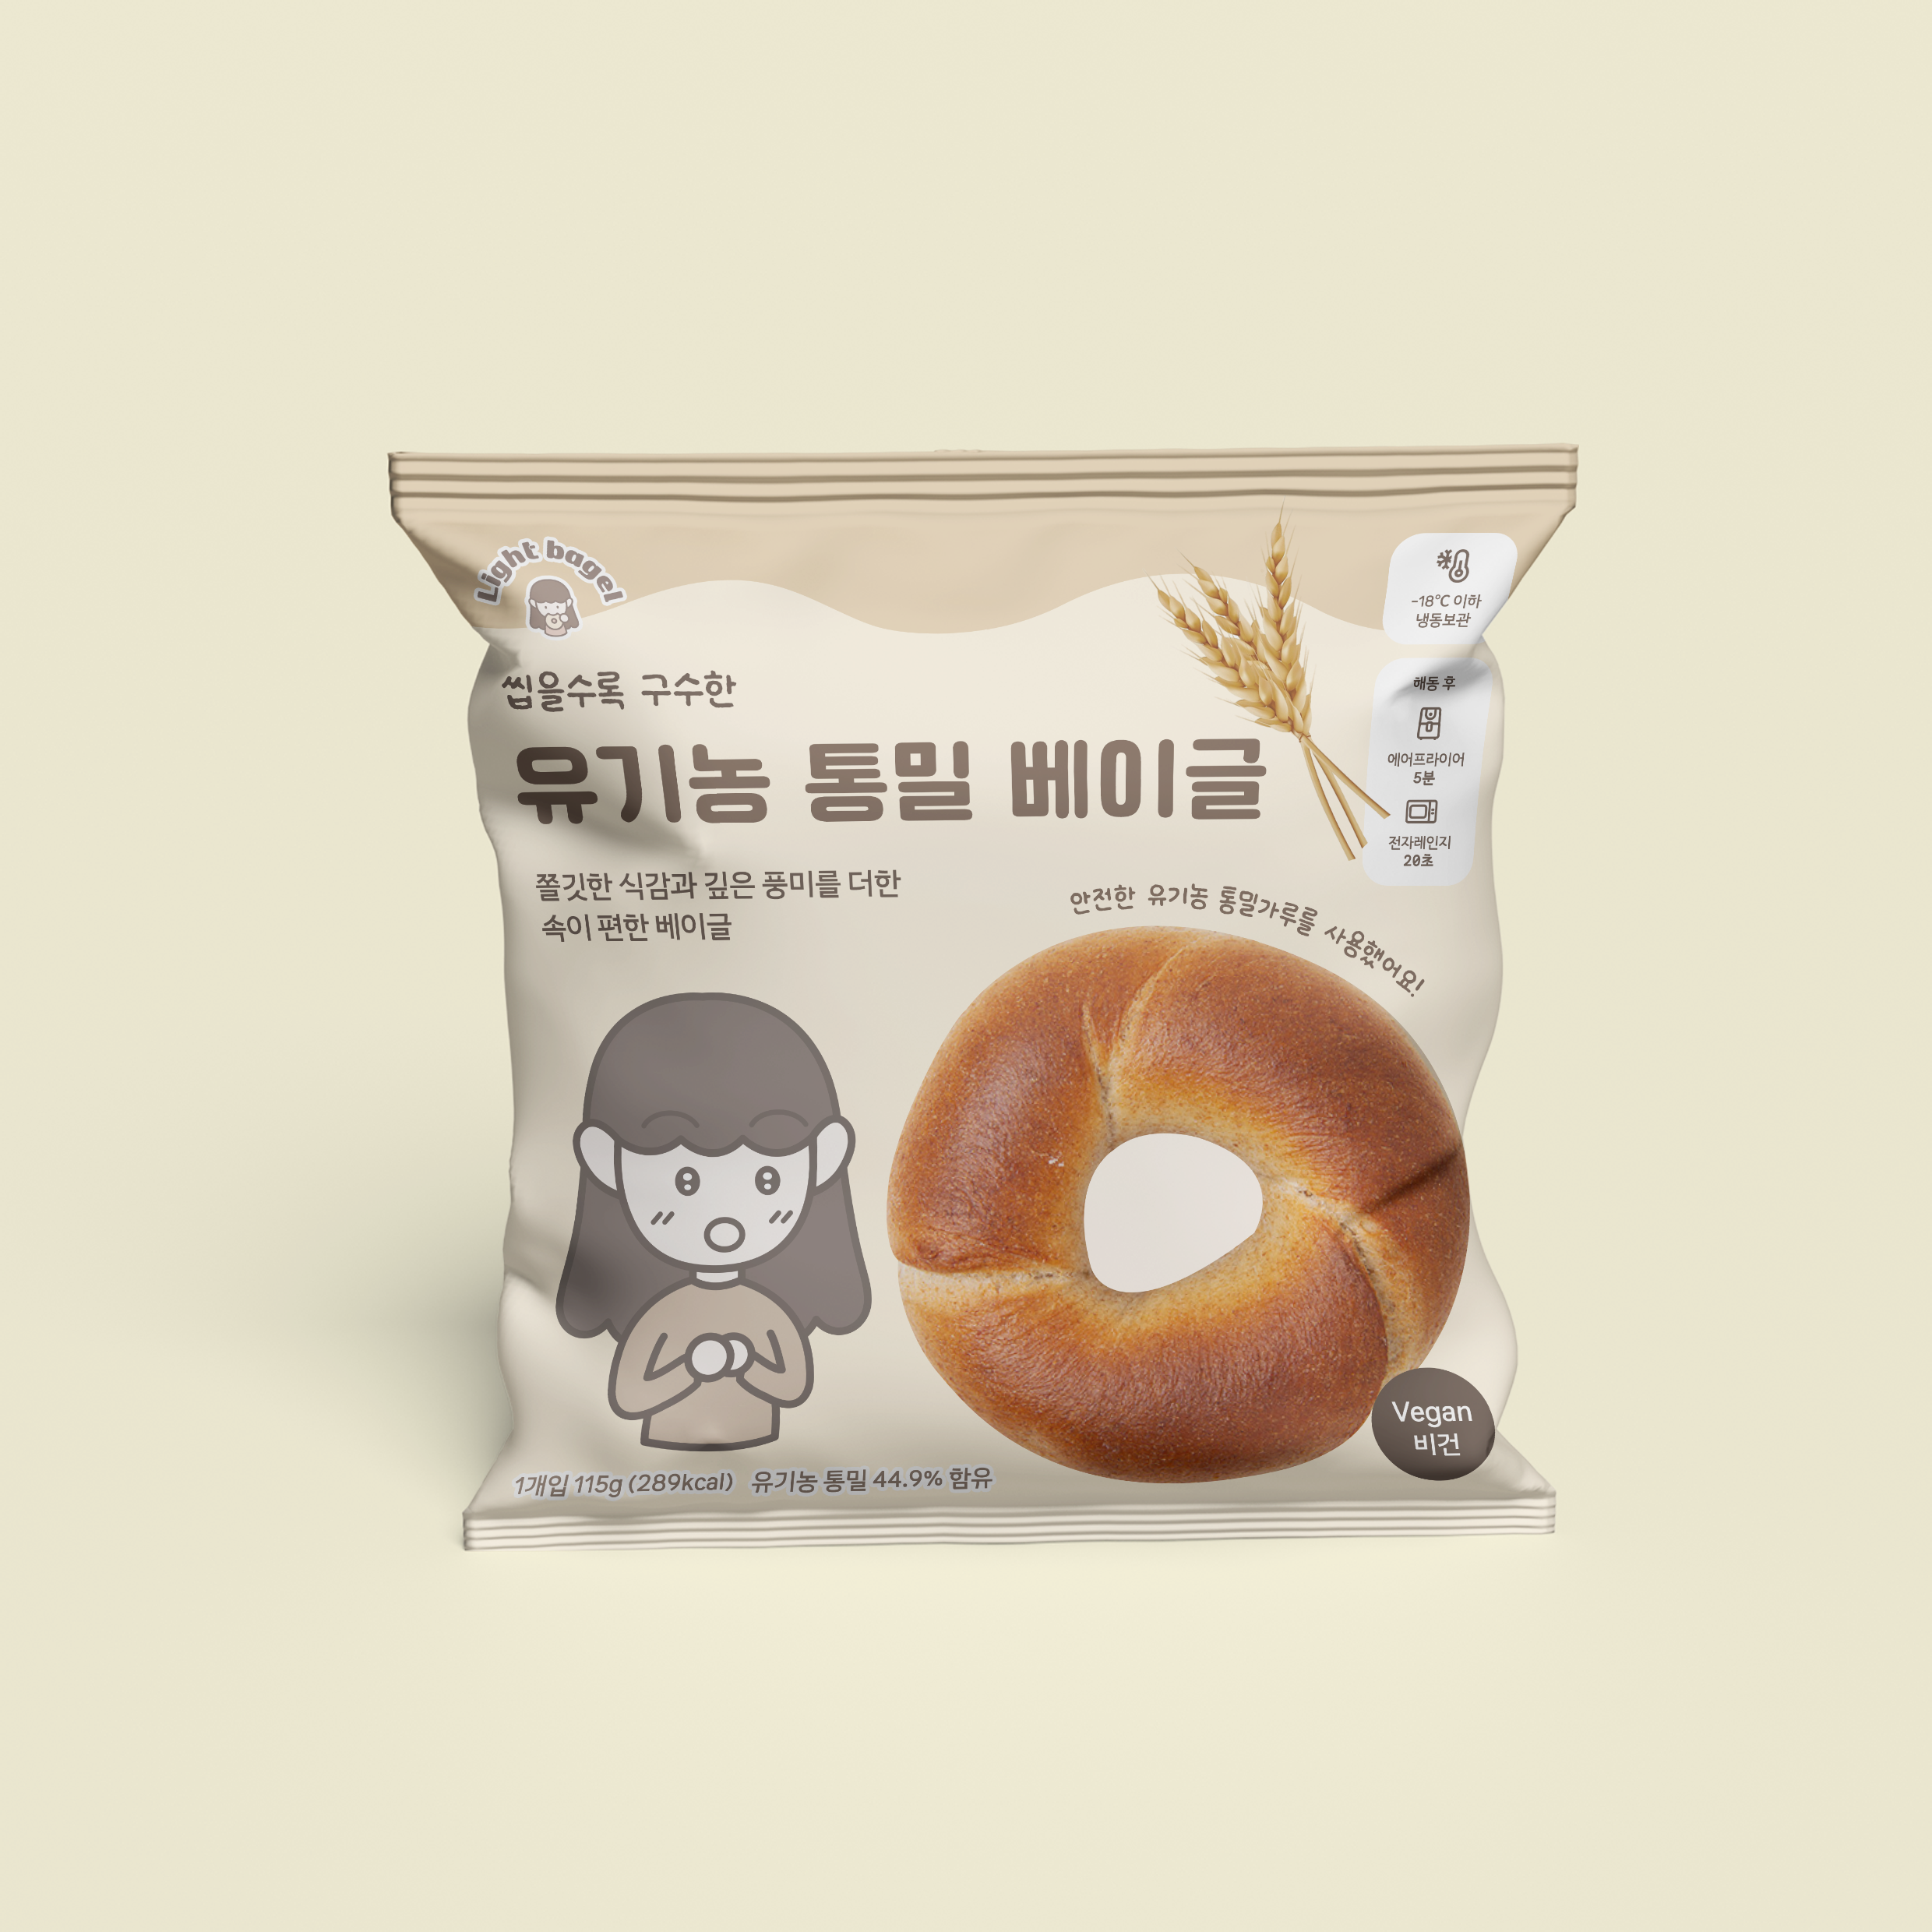 Light bagel
-18℃ 이하
냉동보관
씹을수록 구수한
유기농 통밀 베이글
해동 후
에어프라이어
5분
전자레인지
20초
쫄깃한 식감과 깊은 풍미를 더한
속이 편한 베이글
안전한 유기농 통밀가루를 사용했어요!
Vegan
비건
1개입 115g (289kcal) 유기농 통밀 44.9% 함유